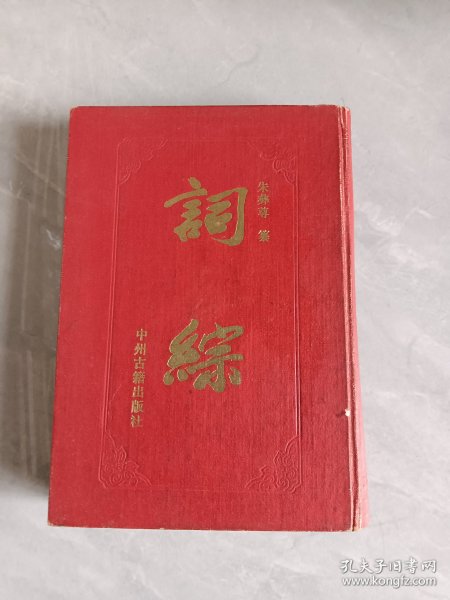 朱彝尊 纂
詞綜
中州古籍出版社
孔夫子旧书网
www.kongfz.com